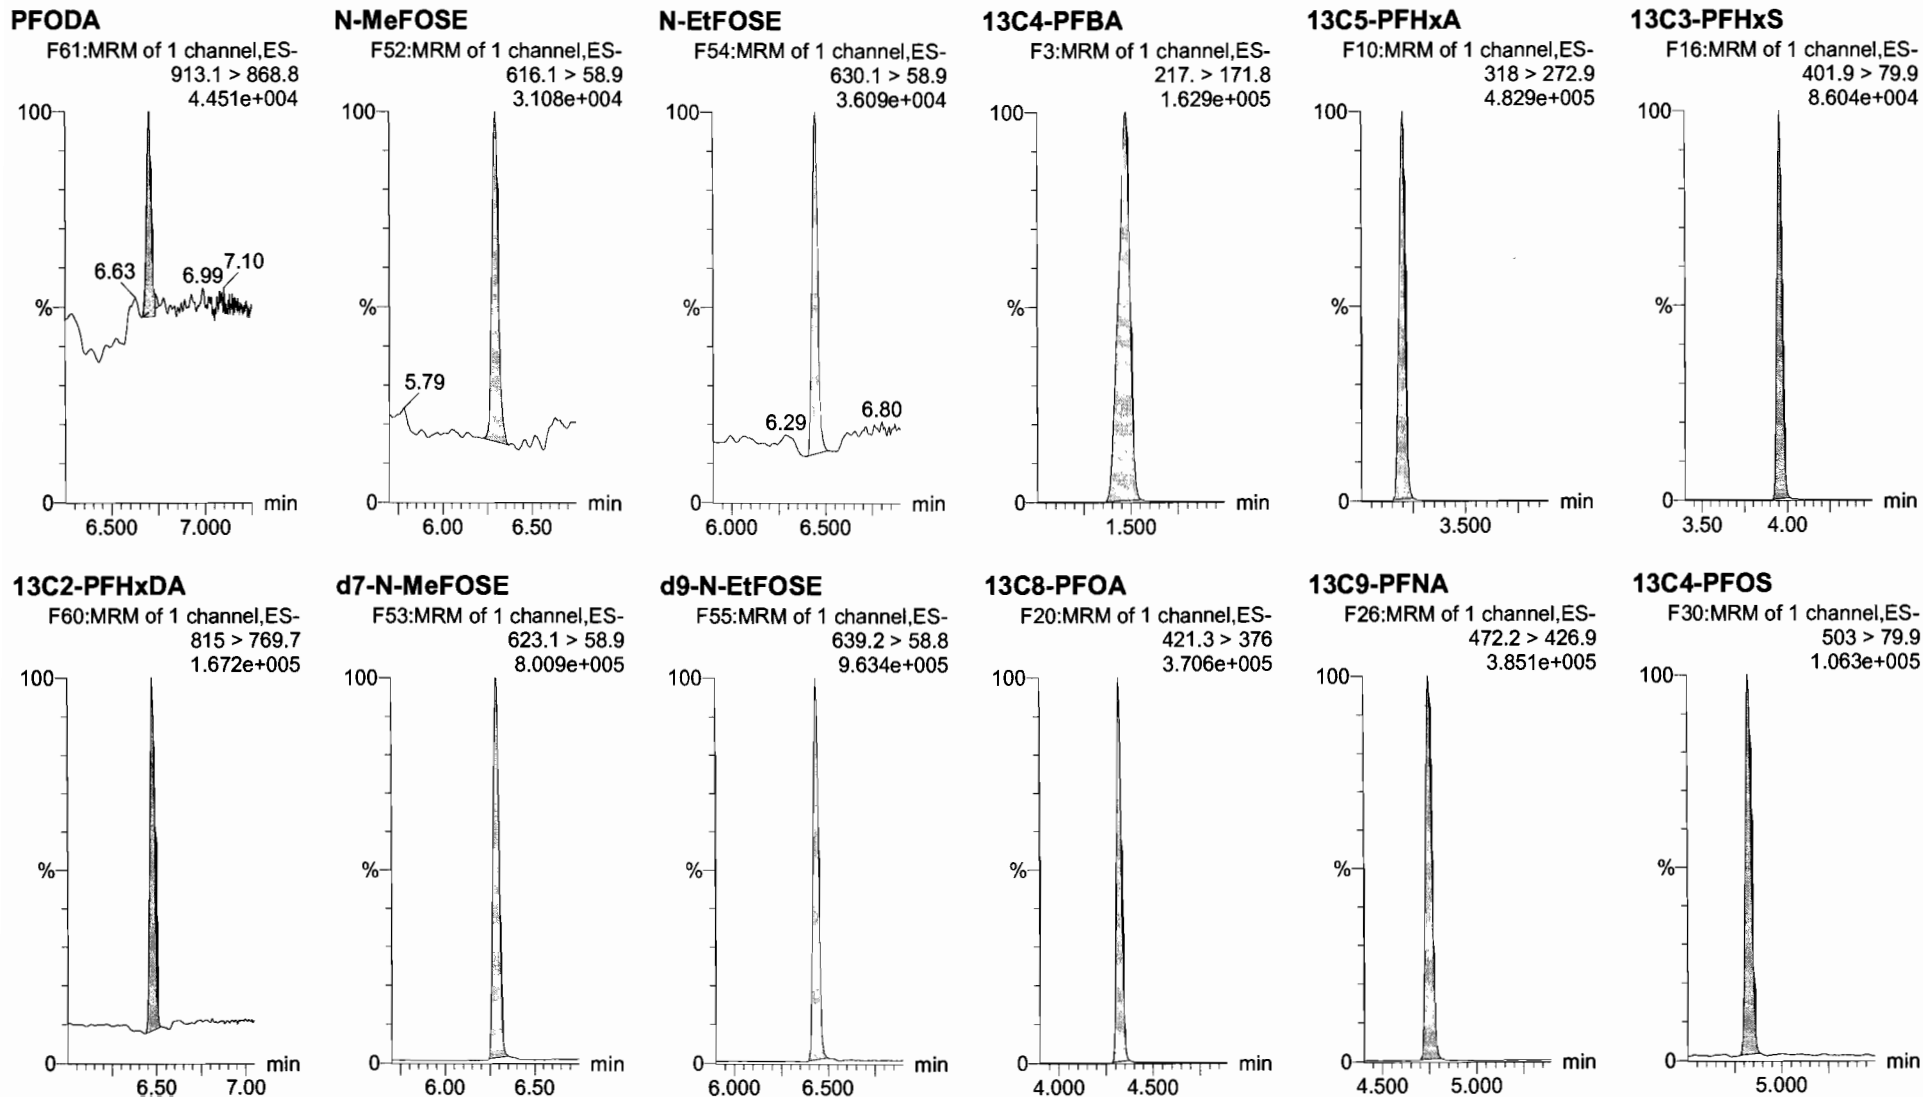 PFODA
F61:MRM of 1 channel,ES-
913.1 > 868.8
4.451e+004
100
%
0
6.63
6.99
7.10
min
6.500
7.000
N-MeFOSE
F52:MRM of 1 channel,ES-
616.1 > 58.9
3.108e+004
100
%
0
5.79
min
6.00
6.50
N-EtFOSE
F54:MRM of 1 channel,ES-
630.1 > 58.9
3.609e+004
100
%
0
6.29
6.80
min
6.000
6.500
13C4-PFBA
F3:MRM of 1 channel,ES-
217. > 171.8
1.629e+005
100
%
0
min
1.500
13C5-PFHxA
F10:MRM of 1 channel,ES-
318 > 272.9
4.829e+005
100
%
0
min
3.500
13C3-PFHxS
F16:MRM of 1 channel,ES-
401.9 > 79.9
8.604e+004
100
%
0
min
3.50
4.00
13C2-PFHxDA
F60:MRM of 1 channel,ES-
815 > 769.7
1.672e+005
100
%
0
min
6.50
7.00
d7-N-MeFOSE
F53:MRM of 1 channel,ES-
623.1 > 58.9
8.009e+005
100
%
0
min
6.00
6.50
d9-N-EtFOSE
F55:MRM of 1 channel,ES-
639.2 > 58.8
9.634e+005
100
%
0
min
6.000
6.500
13C8-PFOA
F20:MRM of 1 channel,ES-
421.3 > 376
3.706e+005
100
%
0
min
4.000
4.500
13C9-PFNA
F26:MRM of 1 channel,ES-
472.2 > 426.9
3.851e+005
100
%
0
min
4.500
5.000
13C4-PFOS
F30:MRM of 1 channel,ES-
503 > 79.9
1.063e+005
100
%
0
min
5.000